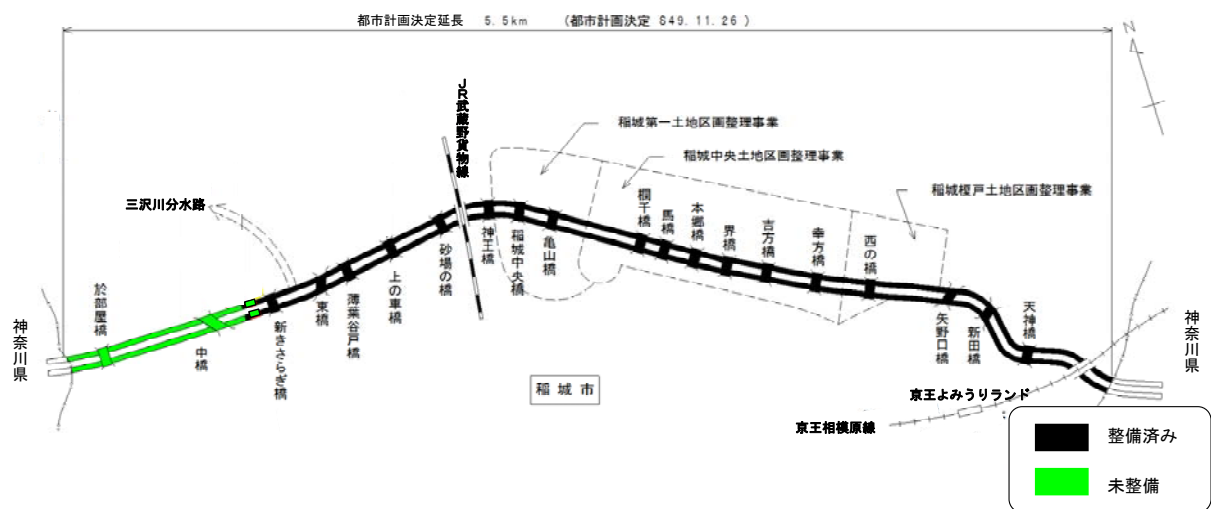 都市計画決定延長 5.5km (都市計画決定 S49.11.26)
N
JR武蔵野貨物線
稲城第一土地区画整理事業
稲城中央土地区画整理事業
稲城榎戸土地区画整理事業
三沢川分水路
神奈川県
於部屋橋
中橋
新きさらぎ橋
東橋
薄葉谷戸橋
上の車橋
砂場の橋
神王橋
稲城中央橋
亀山橋
欄干橋
馬橋
本郷橋
界橋
吉方橋
幸方橋
西の橋
矢野口橋
新田橋
天神橋
神奈川県
稲城市
京王よみうりランド
京王相模原線
整備済み
未整備